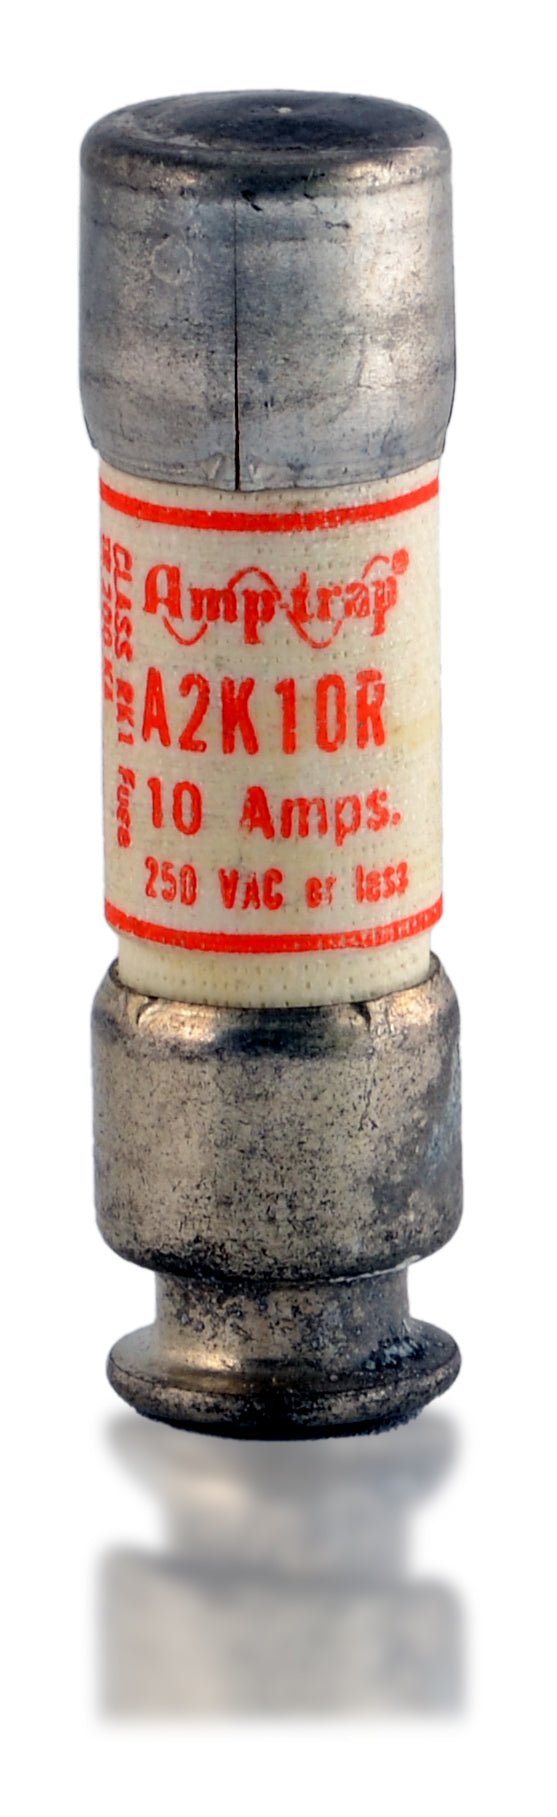 Amp-trap®
A2K10R
10 Amps.
250 VAC or less
CLASS RK1 Fuse